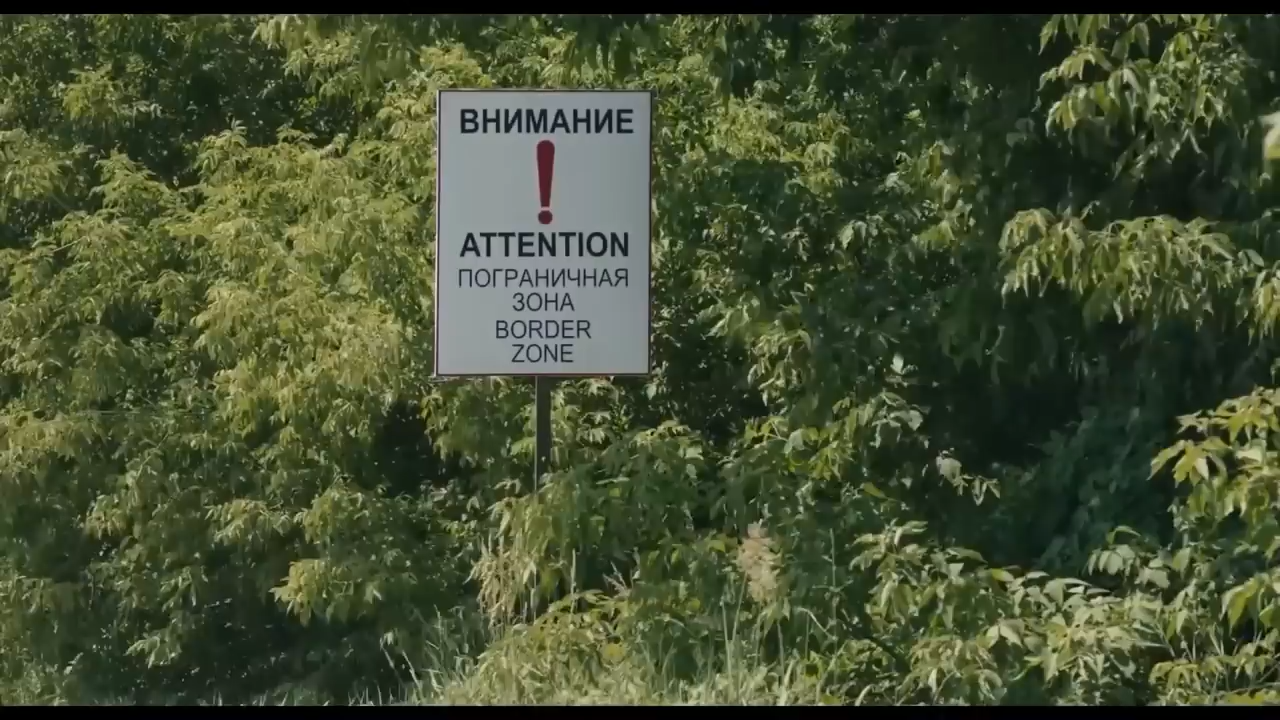 ВНИМАНИЕ
!
ATTENTION
ПОГРАНИЧНАЯ
ЗОНА
BORDER
ZONE